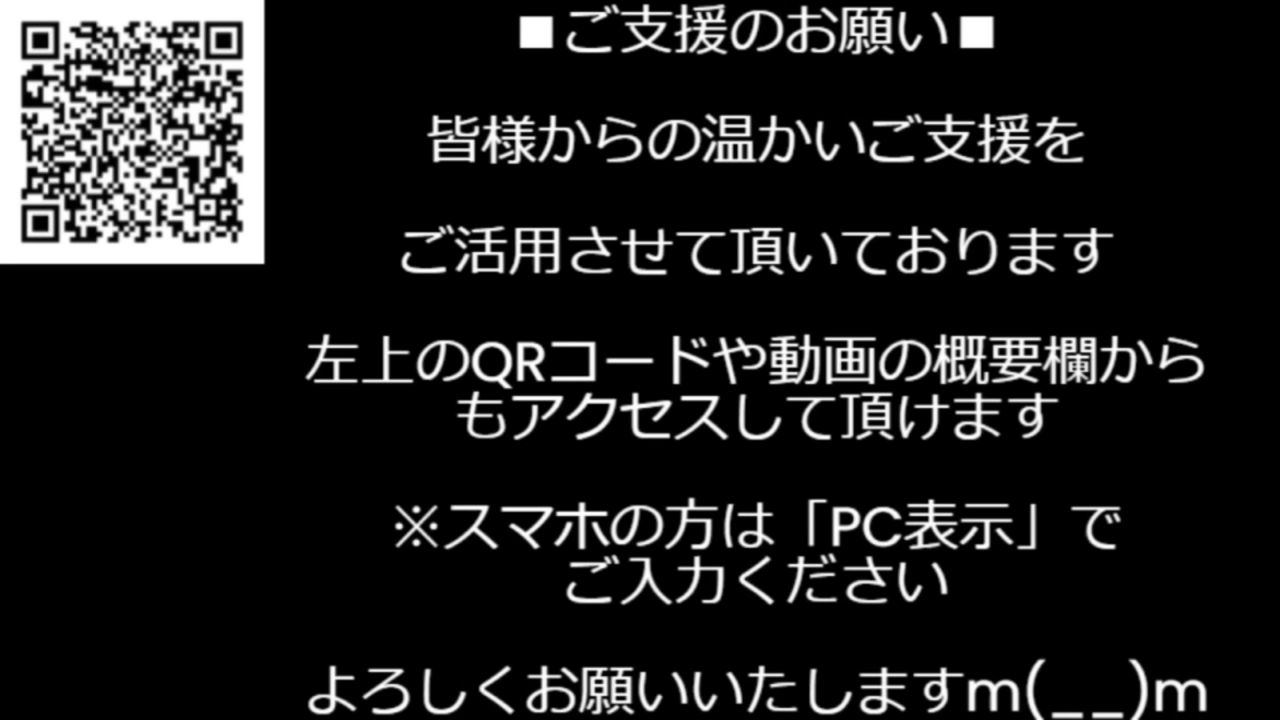 ■ご支援のお願い■
皆様からの温かいご支援を
ご活用させて頂いております
左上のQRコードや動画の概要欄から
もアクセスして頂けます
※スマホの方は「PC表示」で
ご入力ください
よろしくお願いいたしますm(_ _)m